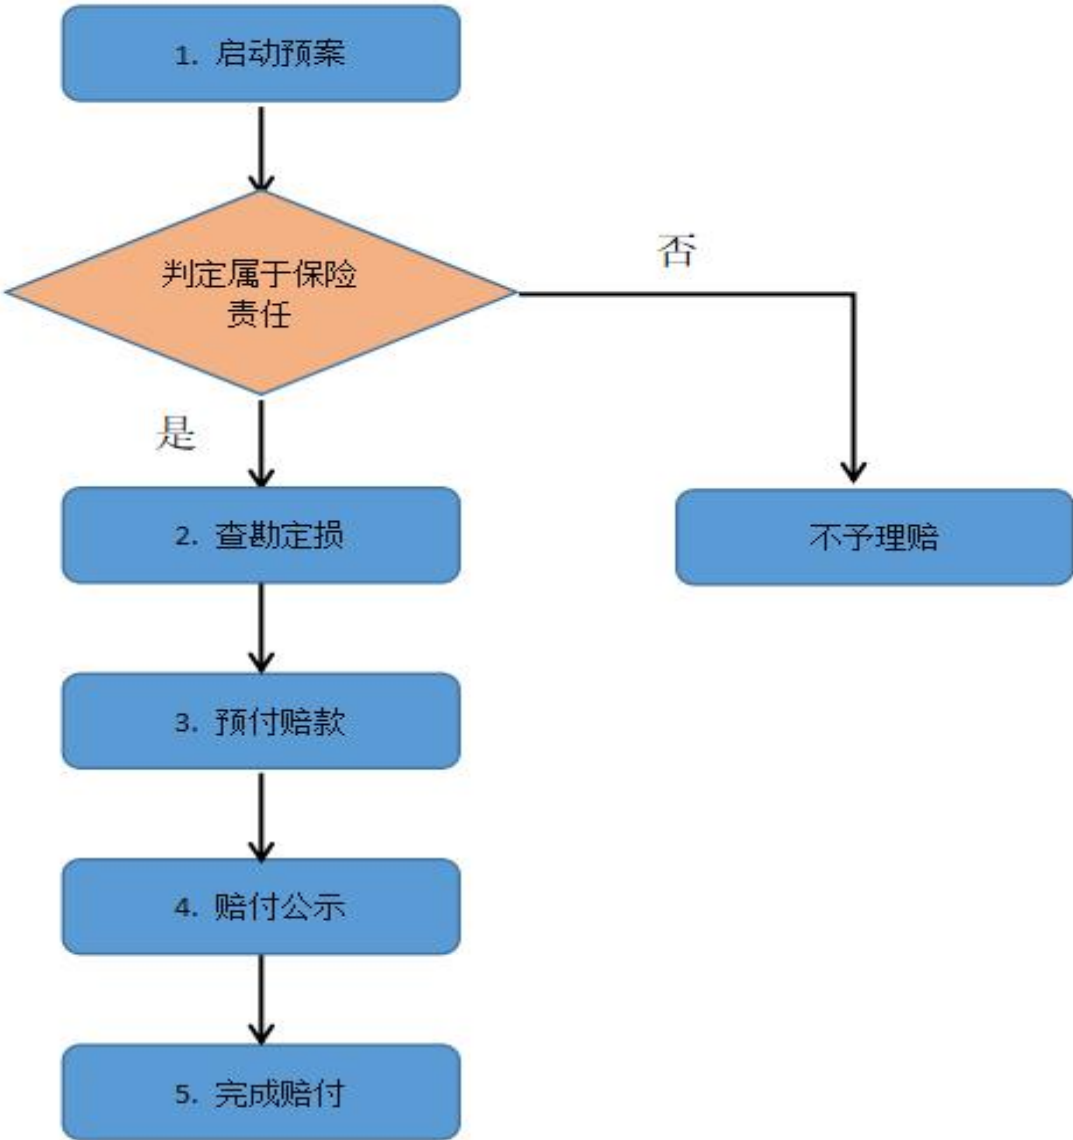 1. 启动预案
判定属于保险
责任
否
是
2. 查勘定损
不予理赔
3. 预付赔款
4. 赔付公示
5. 完成赔付